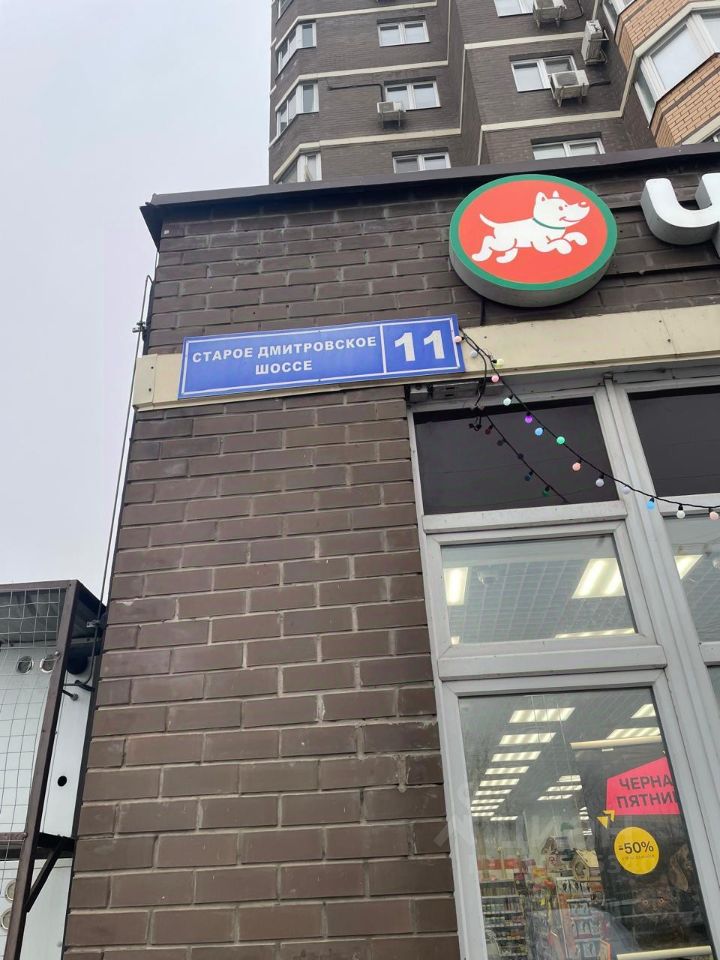 СТАРОЕ ДМИТРОВСКОЕ
ШОССЕ
11
Ч
ЧЕРНА
ПЯТНИ
-50%